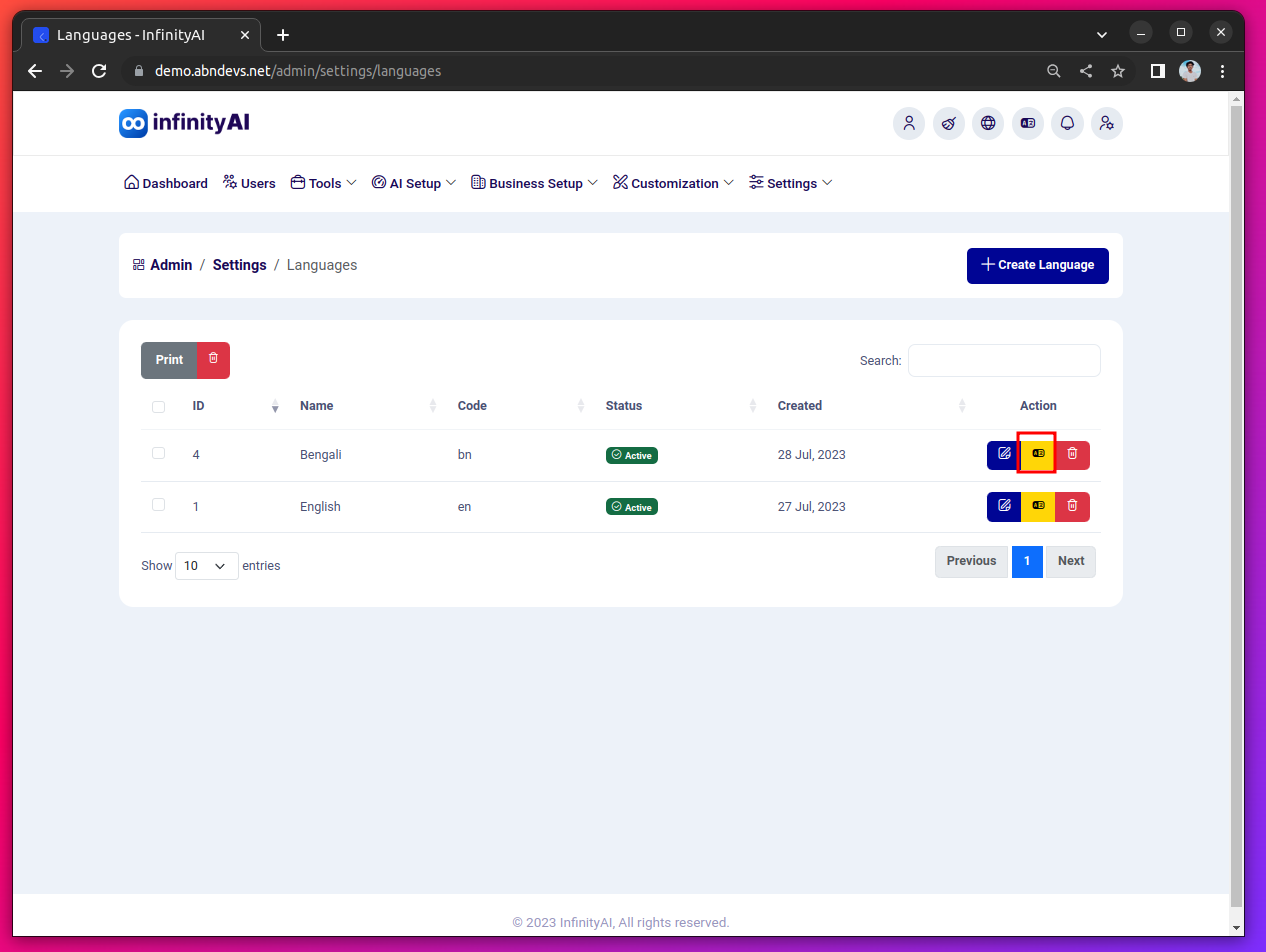 Languages - InfinityAI
demo.abndevs.net/admin/settings/languages
infinityAI
Dashboard Users Tools AI Setup Business Setup Customization Settings
Admin / Settings / Languages
Create Language
Print
Search:
ID Name Code Status Created Action
4 Bengali bn Active 28 Jul, 2023
1 English en Active 27 Jul, 2023
Show 10 entries
Previous 1 Next
© 2023 InfinityAI, All rights reserved.